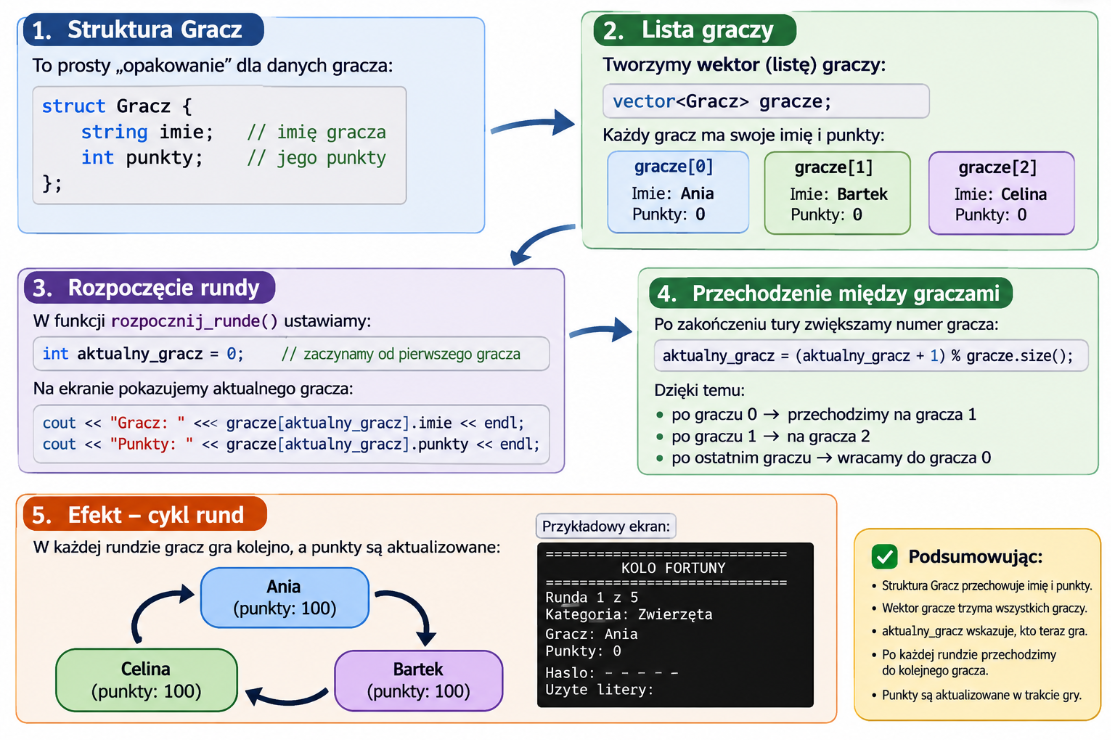 1. Struktura Gracz
To prosty „opakowanie” dla danych gracza:
struct Gracz {
    string imie;   // imię gracza
    int punkty;    // jego punkty
};
2. Lista graczy
Tworzymy wektor (listę) graczy:
vector<Gracz> gracze;
Każdy gracz ma swoje imię i punkty:
gracze[0]
Imie: Ania
Punkty: 0
gracze[1]
Imie: Bartek
Punkty: 0
gracze[2]
Imie: Celina
Punkty: 0
3. Rozpoczęcie rundy
W funkcji rozpocznij_runde() ustawiamy:
int aktualny_gracz = 0;     // zaczynamy od pierwszego gracza
Na ekranie pokazujemy aktualnego gracza:
cout << "Gracz: " <<< gracze[aktualny_gracz].imie << endl;
cout << "Punkty: " << gracze[aktualny_gracz].punkty << endl;
4. Przechodzenie między graczami
Po zakończeniu tury zwiększamy numer gracza:
aktualny_gracz = (aktualny_gracz + 1) % gracze.size();
Dzięki temu:
• po graczu 0 → przechodzimy na gracza 1
• po graczu 1 → na gracza 2
• po ostatnim graczu → wracamy do gracza 0
5. Efekt – cykl rund
W każdej rundzie gracz gra kolejno, a punkty są aktualizowane:
Ania
(punkty: 100)
Celina
(punkty: 100)
Bartek
(punkty: 100)
Przykładowy ekran:
============================
KOLO FORTUNY
============================
Runda 1 z 5
Kategoria: Zwierzęta
Gracz: Ania
Punkty: 0
Haslo: - - - - -
Uzyte litery:
Podsumowując:
• Struktura Gracz przechowuje imię i punkty.
• Wektor gracze trzyma wszystkich graczy.
• aktualny_gracz wskazuje, kto teraz gra.
• Po każdej rundzie przechodzimy
do kolejnego gracza.
• Punkty są aktualizowane w trakcie gry.